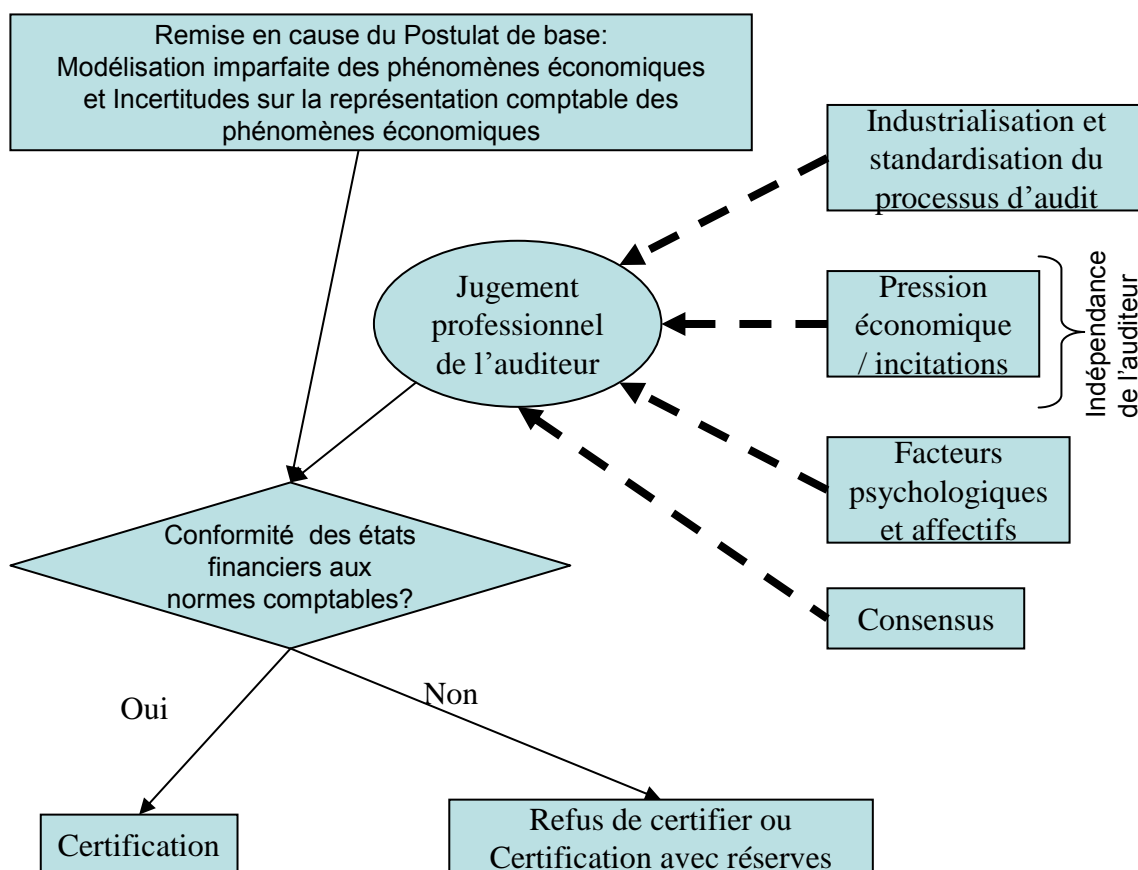 Remise en cause du Postulat de base:
Modélisation imparfaite des phénomènes économiques
et Incertitudes sur la représentation comptable des
phénomènes économiques
Industrialisation et
standardisation du
processus d’audit
Jugement
professionnel
de l’auditeur
Pression
économique
/ incitations
Indépendance
de l’auditeur
Facteurs
psychologiques
et affectifs
Conformité des états
financiers aux
normes comptables?
Consensus
Oui
Non
Certification
Refus de certifier ou
Certification avec réserves